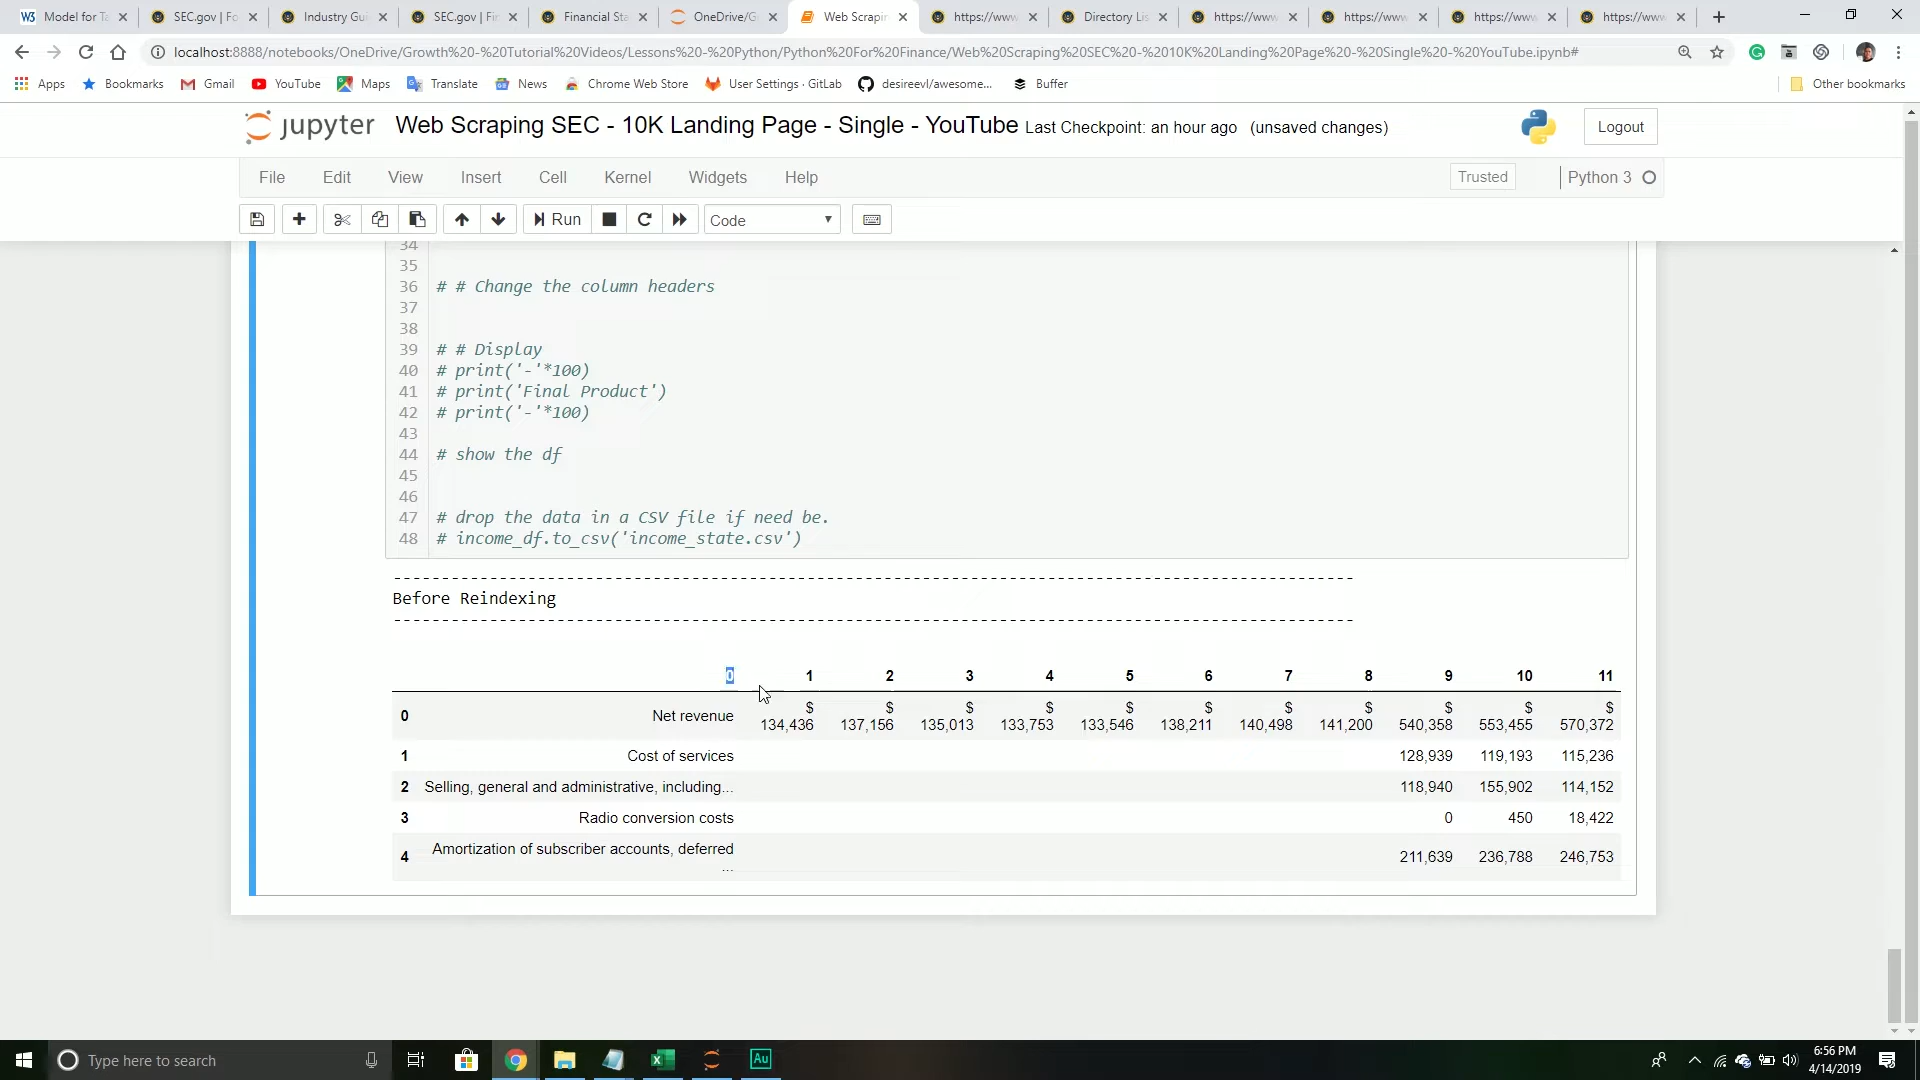 Model for Ta
SEC.gov | Fo
Industry Gui
SEC.gov | Fir
Financial Sta
OneDrive/G
Web Scrapin
https://www
Directory Lis
https://www
https://www
https://www
https://www
localhost:8888/notebooks/OneDrive/Growth%20-%20Tutorial%20Videos/Lessons%20-%20Python/Python%20For%20Finance/Web%20Scraping%20SEC%20-%2010K%20Landing%20Page%20-%20Single%20-%20YouTube.ipynb#
Apps
Bookmarks
Gmail
YouTube
Maps
Translate
News
Chrome Web Store
User Settings · GitLab
desireevl/awesome...
Buffer
Other bookmarks
jupyter Web Scraping SEC - 10K Landing Page - Single - YouTube Last Checkpoint: an hour ago (unsaved changes)
Logout
File Edit View Insert Cell Kernel Widgets Help
Trusted
Python 3
Run
Code
34
35
36 # # Change the column headers
37
38
39 # # Display
40 # print('-'*100)
41 # print('Final Product')
42 # print('-'*100)
43
44 # show the df
45
46
47 # drop the data in a CSV file if need be.
48 # income_df.to_csv('income_state.csv')
----------------------------------------------------------------------------------------------------
Before Reindexing
----------------------------------------------------------------------------------------------------
0 1 2 3 4 5 6 7 8 9 10 11
0 Net revenue $ 134,436 $ 137,156 $ 135,013 $ 133,753 $ 133,546 $ 138,211 $ 140,498 $ 141,200 $ 540,358 $ 553,455 $ 570,372
1 Cost of services 128,939 119,193 115,236
2 Selling, general and administrative, including... 118,940 155,902 114,152
3 Radio conversion costs 0 450 18,422
4 Amortization of subscriber accounts, deferred ... 211,639 236,788 246,753
Type here to search
Au
6:56 PM
4/14/2019